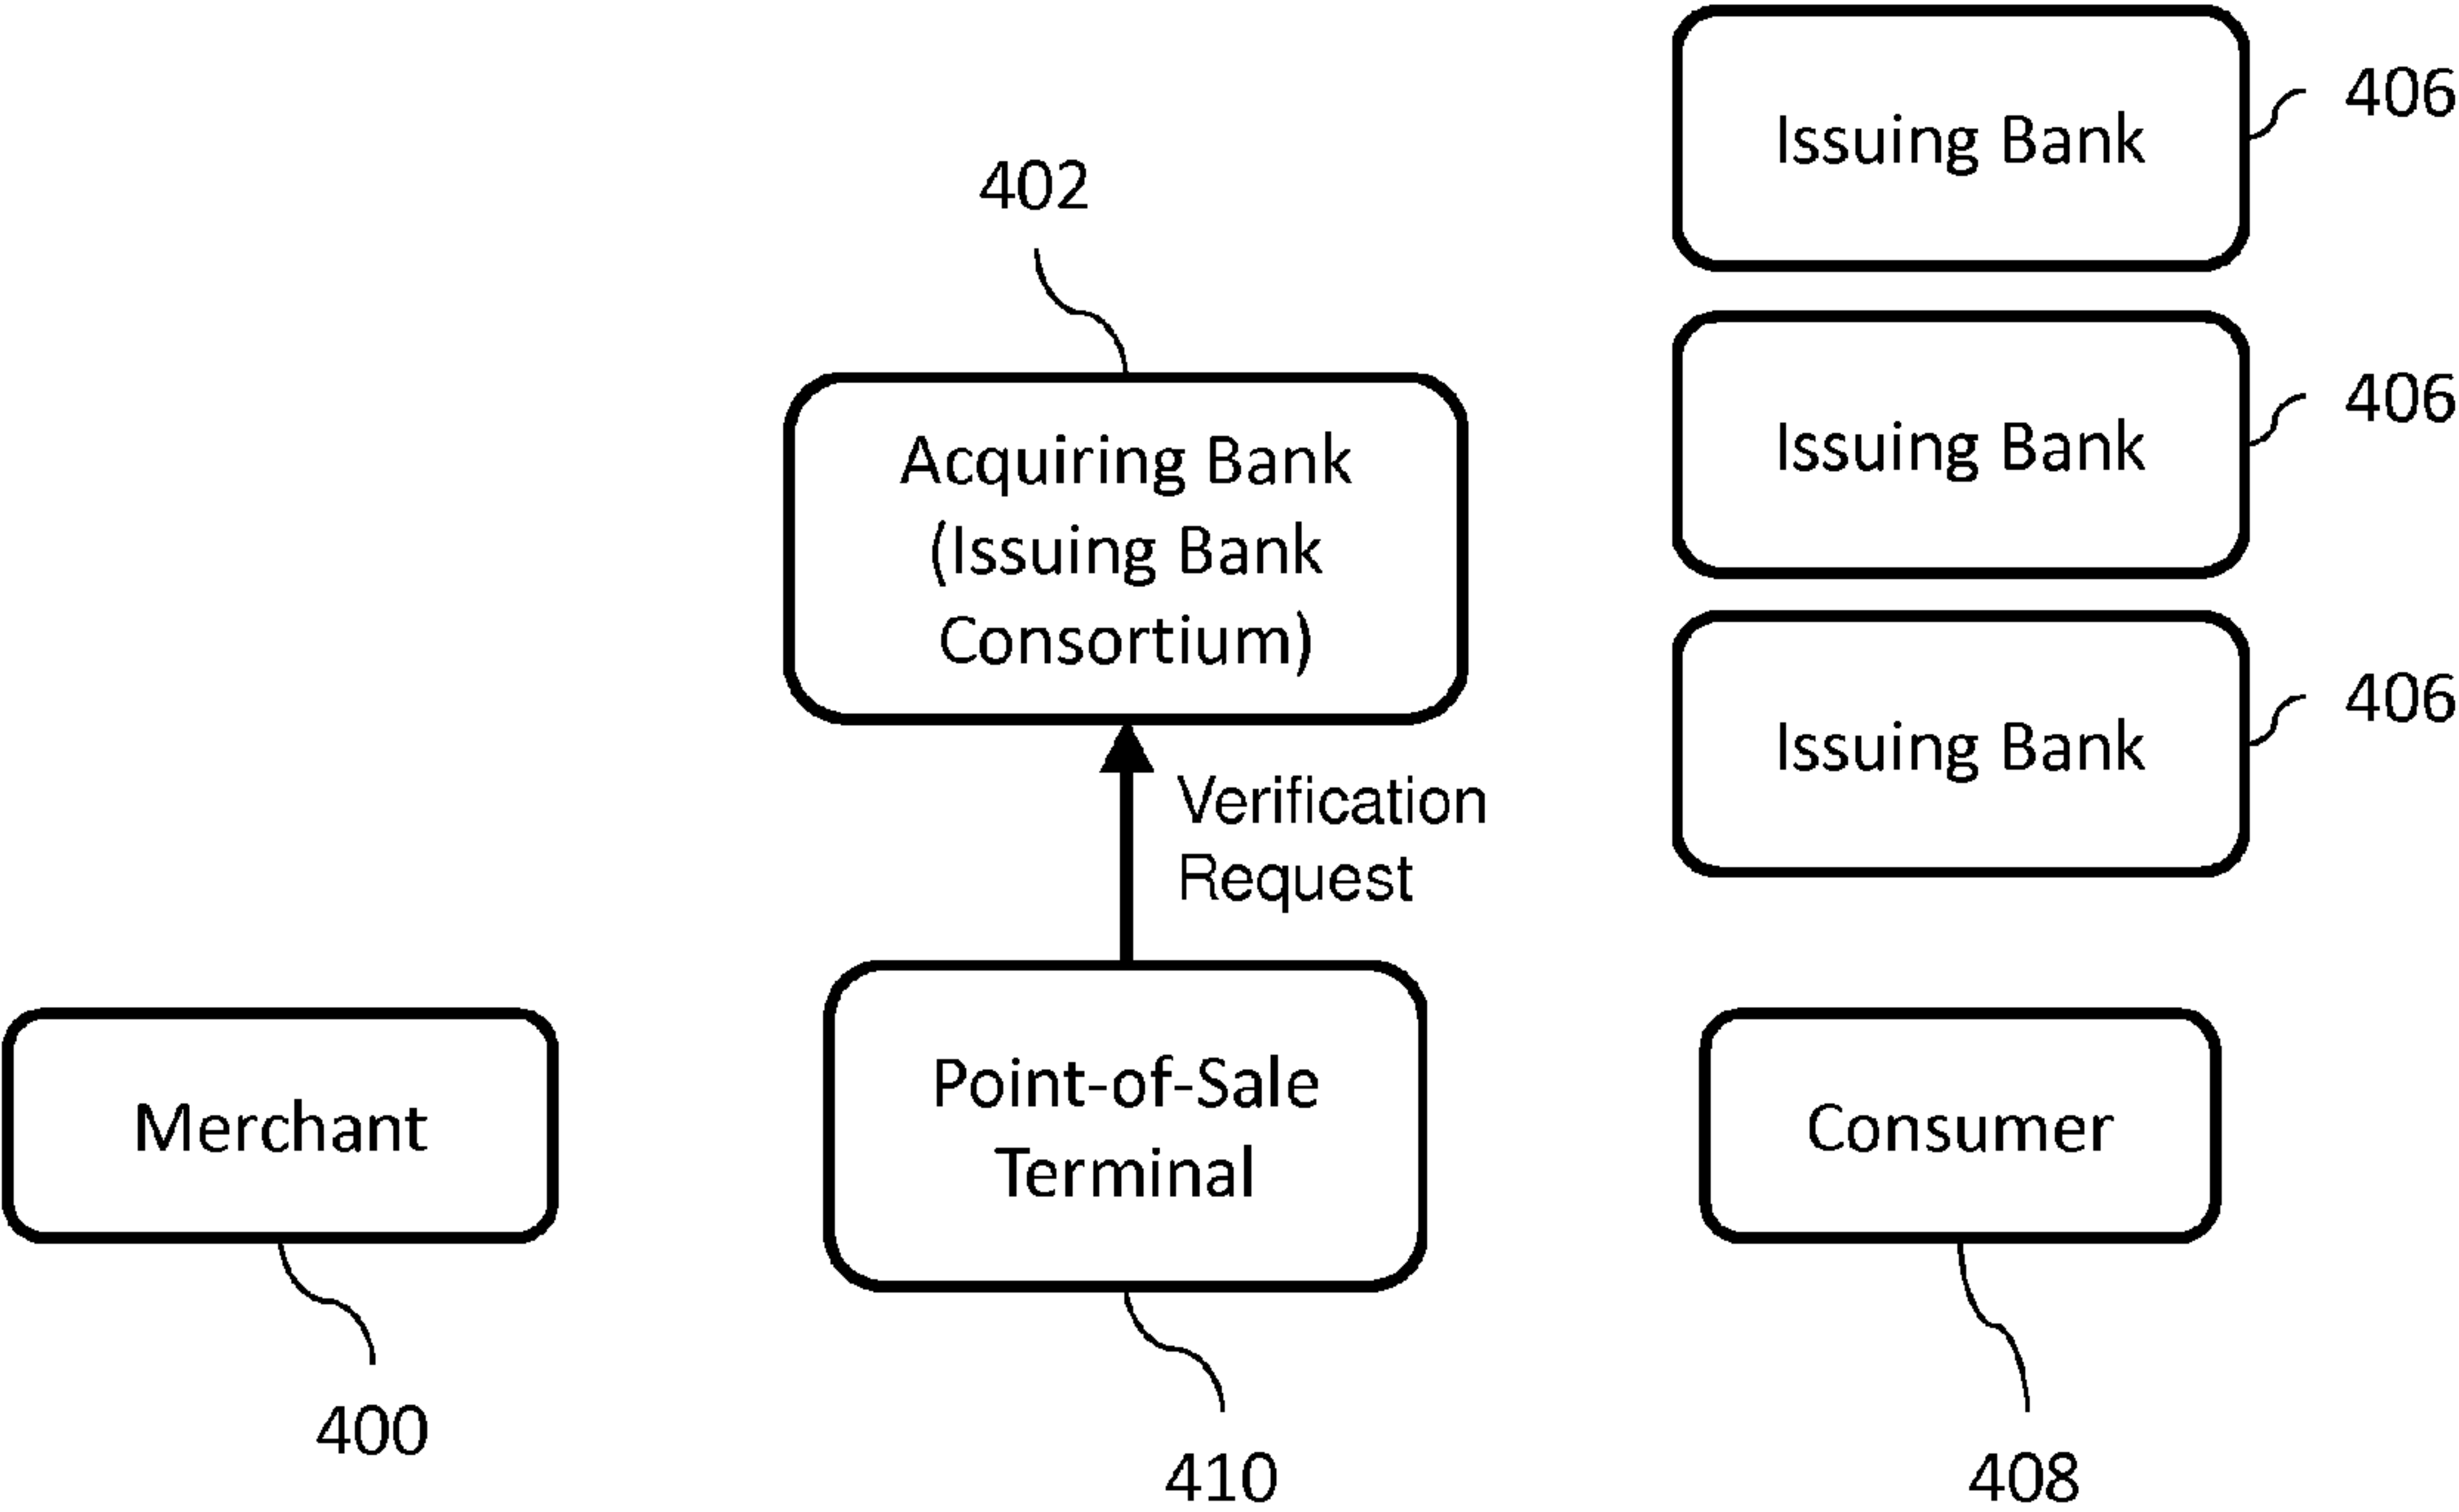 Issuing Bank
406
402
Issuing Bank
406
Acquiring Bank
(Issuing Bank
Consortium)
Issuing Bank
406
Verification
Request
Merchant
Point-of-Sale
Terminal
Consumer
400
410
408